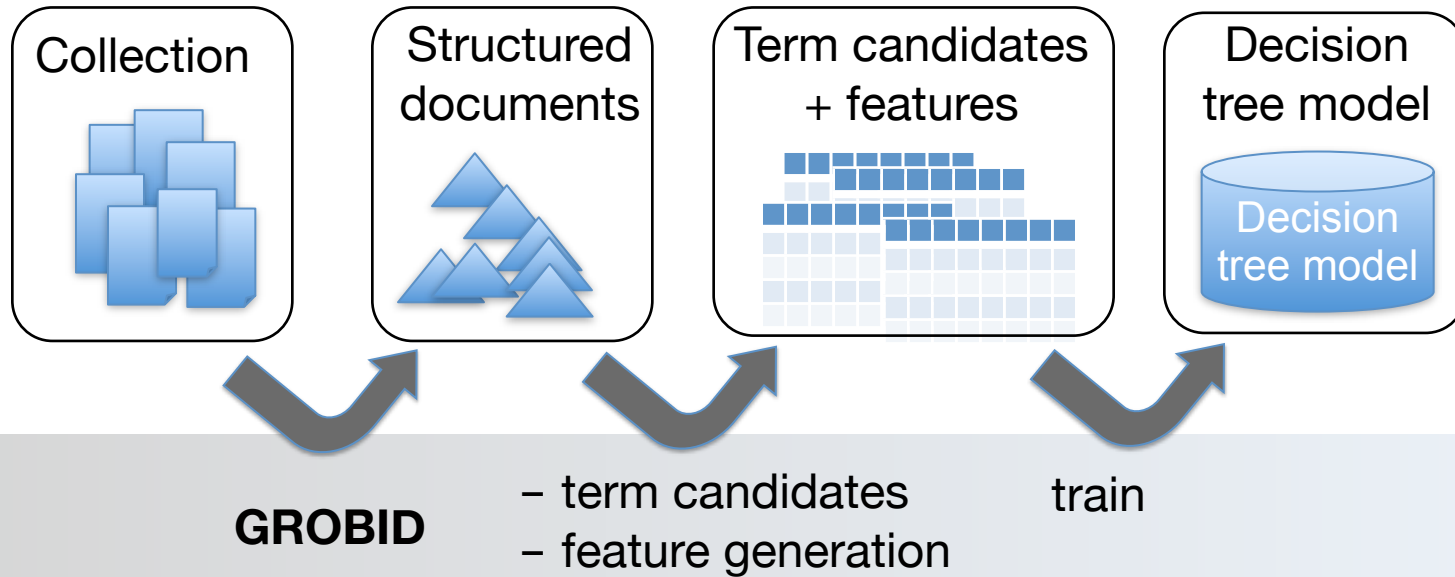 Collection
Structured
documents
Term candidates
+ features
Decision
tree model
Decision
tree model
GROBID
– term candidates
– feature generation
train